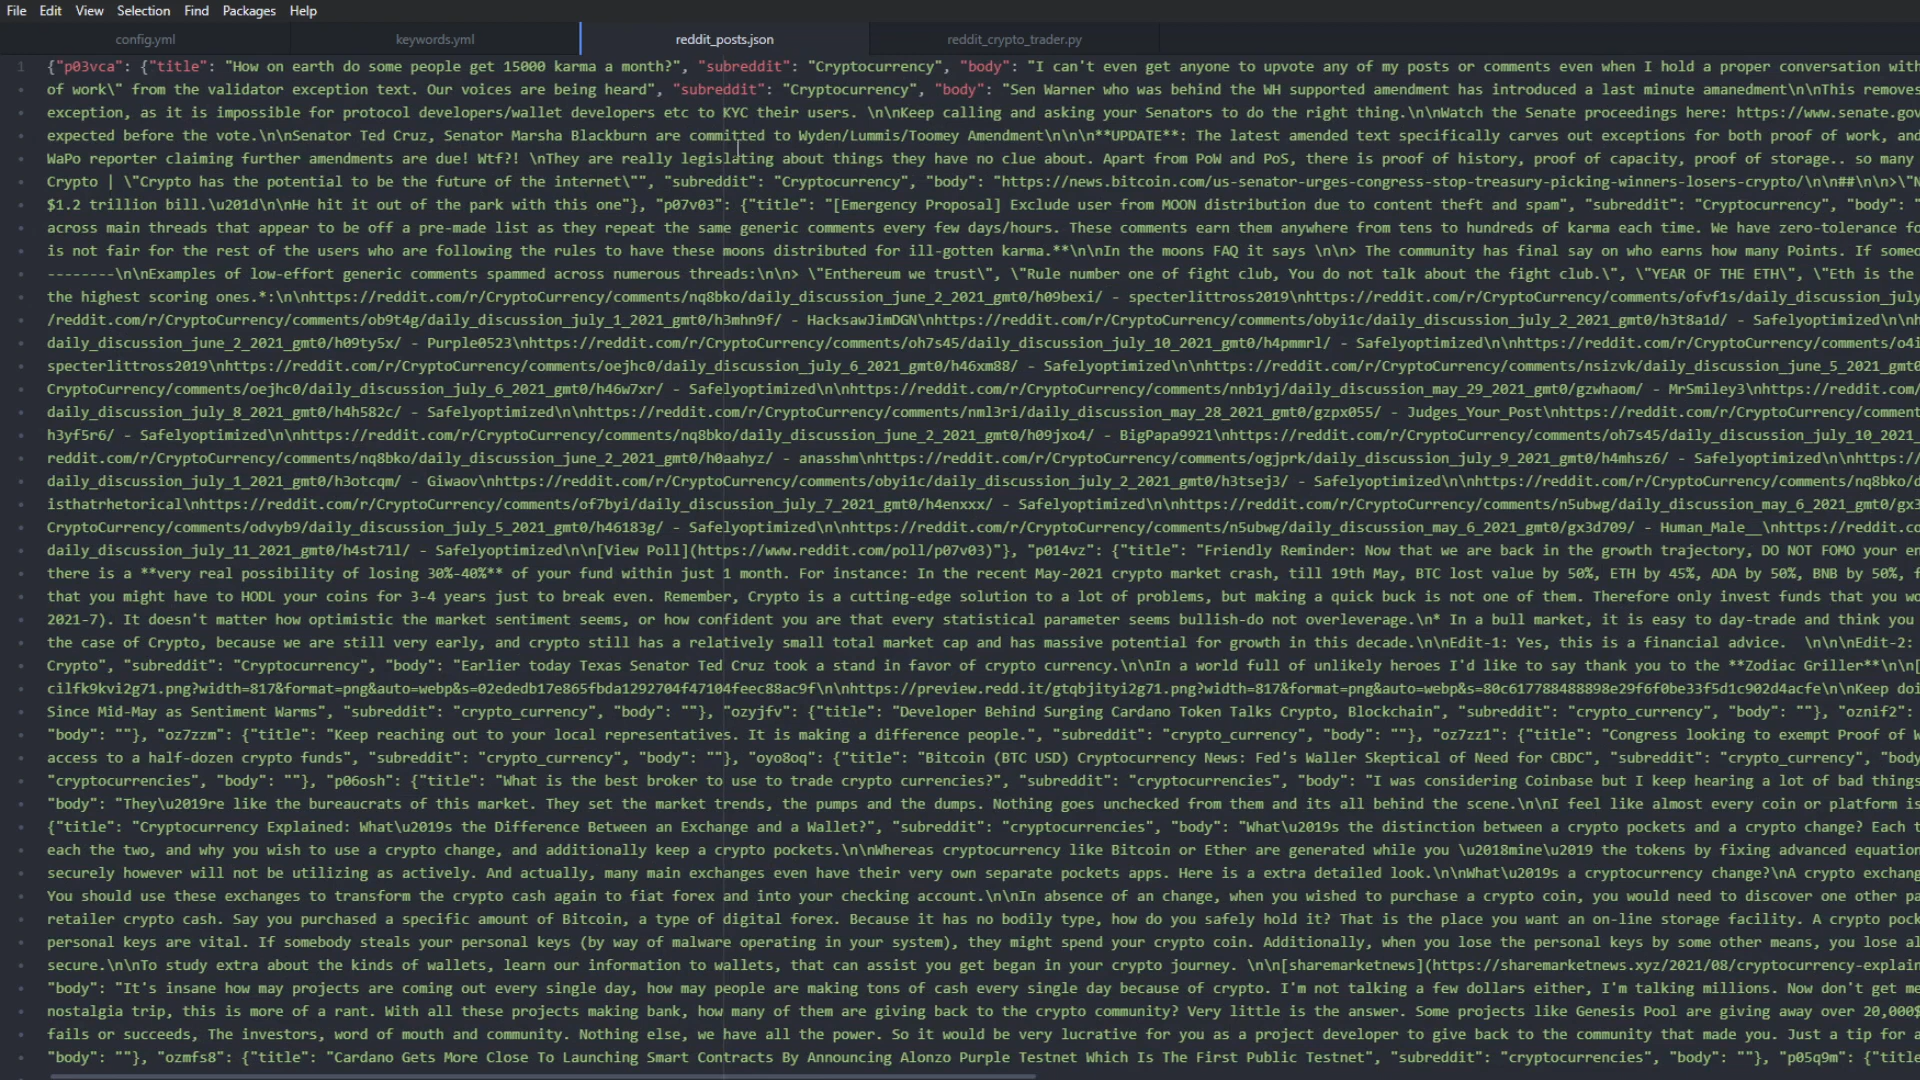 File Edit View Selection Find Packages Help
config.yml keywords.yml reddit_posts.json reddit_crypto_trader.py
1 {"p03vca": {"title": "How on earth do some people get 15000 karma a month?", "subreddit": "Cryptocurrency", "body": "I can't even get anyone to upvote any of my posts or comments even when I hold a proper conversation with
of work\" from the validator exception text. Our voices are being heard", "subreddit": "Cryptocurrency", "body": "Sen Warner who was behind the WH supported amendment has introduced a last minute amanedment\n\nThis removes
exception, as it is impossible for protocol developers/wallet developers etc to KYC their users. \n\nKeep calling and asking your Senators to do the right thing.\n\nWatch the Senate proceedings here: https://www.senate.gov
expected before the vote.\n\nSenator Ted Cruz, Senator Marsha Blackburn are committed to Wyden/Lummis/Toomey Amendment\n\n\n**UPDATE**: The latest amended text specifically carves out exceptions for both proof of work, and
WaPo reporter claiming further amendments are due! Wtf?! \nThey are really legislating about things they have no clue about. Apart from PoW and PoS, there is proof of history, proof of capacity, proof of storage.. so many
Crypto | \"Crypto has the potential to be the future of the internet\"", "subreddit": "Cryptocurrency", "body": "https://news.bitcoin.com/us-senator-urges-congress-stop-treasury-picking-winners-losers-crypto/\n\n##\n\n>\"N
$1.2 trillion bill.\u201d\n\nHe hit it out of the park with this one"}, "p07v03": {"title": "[Emergency Proposal] Exclude user from MOON distribution due to content theft and spam", "subreddit": "Cryptocurrency", "body": "
across main threads that appear to be off a pre-made list as they repeat the same generic comments every few days/hours. These comments earn them anywhere from tens to hundreds of karma each time. We have zero-tolerance fo
is not fair for the rest of the users who are following the rules to have these moons distributed for ill-gotten karma.**\n\nIn the moons FAQ it says \n\n> The community has final say on who earns how many Points. If someo
--------\n\nExamples of low-effort generic comments spammed across numerous threads:\n\n> \"Enthereum we trust\", \"Rule number one of fight club, You do not talk about the fight club.\", \"YEAR OF THE ETH\", \"Eth is the
the highest scoring ones.*:\n\nhttps://reddit.com/r/CryptoCurrency/comments/nq8bko/daily_discussion_june_2_2021_gmt0/h09bexi/ - specterlittross2019\nhttps://reddit.com/r/CryptoCurrency/comments/ofvf1s/daily_discussion_july
/reddit.com/r/CryptoCurrency/comments/ob9t4g/daily_discussion_july_1_2021_gmt0/h3mhn9f/ - HacksawJimDGN\nhttps://reddit.com/r/CryptoCurrency/comments/obyi1c/daily_discussion_july_2_2021_gmt0/h3t8a1d/ - Safelyoptimized\n\nh
daily_discussion_june_2_2021_gmt0/h09ty5x/ - Purple0523\nhttps://reddit.com/r/CryptoCurrency/comments/oh7s45/daily_discussion_july_10_2021_gmt0/h4pmmrl/ - Safelyoptimized\n\nhttps://reddit.com/r/CryptoCurrency/comments/o4i
specterlittross2019\nhttps://reddit.com/r/CryptoCurrency/comments/oejhc0/daily_discussion_july_6_2021_gmt0/h46xm88/ - Safelyoptimized\n\nhttps://reddit.com/r/CryptoCurrency/comments/nsizvk/daily_discussion_june_5_2021_gmt0
CryptoCurrency/comments/oejhc0/daily_discussion_july_6_2021_gmt0/h46w7xr/ - Safelyoptimized\n\nhttps://reddit.com/r/CryptoCurrency/comments/nnb1yj/daily_discussion_may_29_2021_gmt0/gzwhaom/ - MrSmiley3\nhttps://reddit.com
daily_discussion_july_8_2021_gmt0/h4h582c/ - Safelyoptimized\n\nhttps://reddit.com/r/CryptoCurrency/comments/nml3ri/daily_discussion_may_28_2021_gmt0/gzpx055/ - Judges_Your_Post\nhttps://reddit.com/r/CryptoCurrency/comment
h3yf5r6/ - Safelyoptimized\n\nhttps://reddit.com/r/CryptoCurrency/comments/nq8bko/daily_discussion_june_2_2021_gmt0/h09jxo4/ - BigPapa9921\nhttps://reddit.com/r/CryptoCurrency/comments/oh7s45/daily_discussion_july_10_2021_
reddit.com/r/CryptoCurrency/comments/nq8bko/daily_discussion_june_2_2021_gmt0/h0aahyz/ - anasshm\nhttps://reddit.com/r/CryptoCurrency/comments/ogjprk/daily_discussion_july_9_2021_gmt0/h4mhsz6/ - Safelyoptimized\n\nhttps:/
daily_discussion_july_1_2021_gmt0/h3otcqm/ - Giwaov\nhttps://reddit.com/r/CryptoCurrency/comments/obyi1c/daily_discussion_july_2_2021_gmt0/h3tsej3/ - Safelyoptimized\n\nhttps://reddit.com/r/CryptoCurrency/comments/nq8bko/d
isthatrhetorical\nhttps://reddit.com/r/CryptoCurrency/comments/of7byi/daily_discussion_july_7_2021_gmt0/h4enxxx/ - Safelyoptimized\n\nhttps://reddit.com/r/CryptoCurrency/comments/n5ubwg/daily_discussion_may_6_2021_gmt0/gx3
CryptoCurrency/comments/odvyb9/daily_discussion_july_5_2021_gmt0/h46183g/ - Safelyoptimized\n\nhttps://reddit.com/r/CryptoCurrency/comments/n5ubwg/daily_discussion_may_6_2021_gmt0/gx3d709/ - Human_Male__\nhttps://reddit.co
daily_discussion_july_11_2021_gmt0/h4st71l/ - Safelyoptimized\n\n[View Poll](https://www.reddit.com/poll/p07v03)"}, "p014vz": {"title": "Friendly Reminder: Now that we are back in the growth trajectory, DO NOT FOMO your en
there is a **very real possibility of losing 30%-40%** of your fund within just 1 month. For instance: In the recent May-2021 crypto market crash, till 19th May, BTC lost value by 50%, ETH by 45%, ADA by 50%, BNB by 50%, f
that you might have to HODL your coins for 3-4 years just to break even. Remember, Crypto is a cutting-edge solution to a lot of problems, but making a quick buck is not one of them. Therefore only invest funds that you wo
2021-7). It doesn't matter how optimistic the market sentiment seems, or how confident you are that every statistical parameter seems bullish-do not overleverage.\n* In a bull market, it is easy to day-trade and think you
the case of Crypto, because we are still very early, and crypto still has a relatively small total market cap and has massive potential for growth in this decade.\n\nEdit-1: Yes, this is a financial advice.  \n\n\nEdit-2:
Crypto", "subreddit": "Cryptocurrency", "body": "Earlier today Texas Senator Ted Cruz took a stand in favor of crypto currency.\n\nIn a world full of unlikely heroes I'd like to say thank you to the **Zodiac Griller**\n\n[
cilfk9kvi2g71.png?width=817&format=png&auto=webp&s=02ededb17e865fbda1292704f47104feec88ac9f\n\nhttps://preview.redd.it/gtqbjityi2g71.png?width=817&format=png&auto=webp&s=80c617788488898e29f6f0be33f5d1c902d4acfe\n\nKeep doi
Since Mid-May as Sentiment Warms", "subreddit": "crypto_currency", "body": ""}, "ozyjfv": {"title": "Developer Behind Surging Cardano Token Talks Crypto, Blockchain", "subreddit": "crypto_currency", "body": ""}, "oznif2":
"body": ""}, "oz7zzm": {"title": "Keep reaching out to your local representatives. It is making a difference people.", "subreddit": "crypto_currency", "body": ""}, "oz7zz1": {"title": "Congress looking to exempt Proof of W
access to a half-dozen crypto funds", "subreddit": "crypto_currency", "body": ""}, "oyo8oq": {"title": "Bitcoin (BTC USD) Cryptocurrency News: Fed's Waller Skeptical of Need for CBDC", "subreddit": "crypto_currency", "body
"cryptocurrencies", "body": ""}, "p06osh": {"title": "What is the best broker to use to trade crypto currencies?", "subreddit": "cryptocurrencies", "body": "I was considering Coinbase but I keep hearing a lot of bad things
"body": "They\u2019re like the bureaucrats of this market. They set the market trends, the pumps and the dumps. Nothing goes unchecked from them and its all behind the scene.\n\nI feel like almost every coin or platform is
{"title": "Cryptocurrency Explained: What\u2019s the Difference Between an Exchange and a Wallet?", "subreddit": "cryptocurrencies", "body": "What\u2019s the distinction between a crypto pockets and a crypto change? Each t
each the two, and why you wish to use a crypto change, and additionally keep a crypto pockets.\n\nWhereas cryptocurrency like Bitcoin or Ether are generated while you \u2018mine\u2019 the tokens by fixing advanced equation
securely however will not be utilizing as actively. And actually, many main exchanges even have their very own separate pockets apps. Here is a extra detailed look.\n\nWhat\u2019s a cryptocurrency change?\nA crypto exchang
You should use these exchanges to transform the crypto cash again to fiat forex and into your checking account.\n\nIn absence of an change, when you wished to purchase a crypto coin, you would need to discover one other pa
retailer crypto cash. Say you purchased a specific amount of Bitcoin, a type of digital forex. Because it has no bodily type, how do you safely hold it? That is the place you want an on-line storage facility. A crypto pock
personal keys are vital. If somebody steals your personal keys (by way of malware operating in your system), they might spend your crypto coin. Additionally, when you lose the personal keys by some other means, you lose al
secure.\n\nTo study extra about the kinds of wallets, learn our information to wallets, that can assist you get began in your crypto journey. \n\n[sharemarketnews](https://sharemarketnews.xyz/2021/08/cryptocurrency-explain
"body": "It's insane how may projects are coming out every single day, how may people are making tons of cash every single day because of crypto. I'm not talking a few dollars either, I'm talking millions. Now don't get me
nostalgia trip, this is more of a rant. With all these projects making bank, how many of them are giving back to the crypto community? Very little is the answer. Some projects like Genesis Pool are giving away over 20,000$
fails or succeeds, The investors, word of mouth and community. Nothing else, we have all the power. So it would be very lucrative for you as a project developer to give back to the community that made you. Just a tip for a
"body": ""}, "ozmfs8": {"title": "Cardano Gets More Close To Launching Smart Contracts By Announcing Alonzo Purple Testnet Which Is The First Public Testnet", "subreddit": "cryptocurrencies", "body": ""}, "p05q9m": {"title